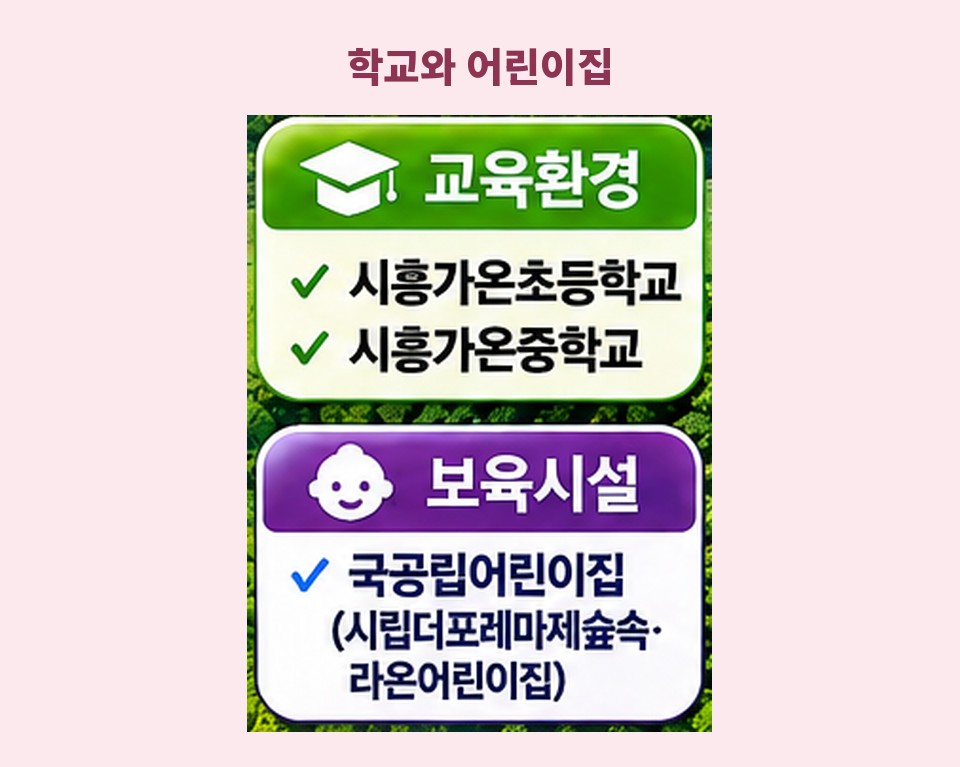 학교와 어린이집
교육환경
✓ 시흥가온초등학교
✓ 시흥가온중학교
보육시설
✓ 국공립어린이집
(시립더포레마제숲속·
라온어린이집)